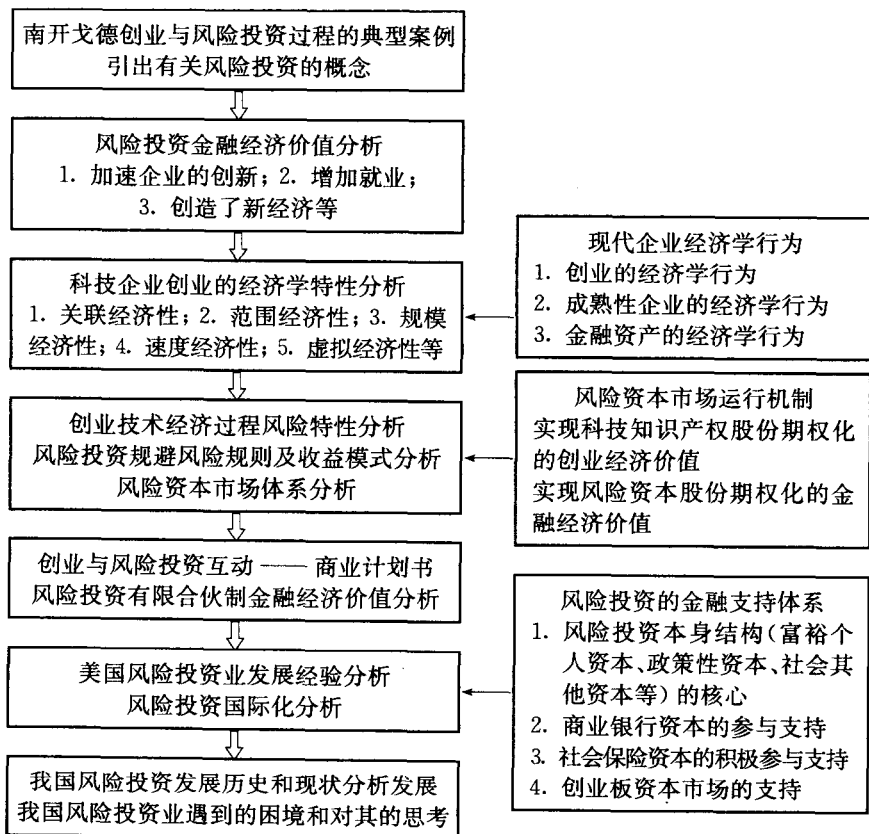 南开戈德创业与风险投资过程的典型案例
引出有关风险投资的概念
风险投资金融经济价值分析
1. 加速企业的创新；2. 增加就业；
3. 创造了新经济等
科技企业创业的经济学特性分析
1. 关联经济性；2. 范围经济性；3. 规模
经济性；4. 速度经济性；5. 虚拟经济性等
现代企业经济学行为
1. 创业的经济学行为
2. 成熟性企业的经济学行为
3. 金融资产的经济学行为
创业技术经济过程风险特性分析
风险投资规避风险规则及收益模式分析
风险资本市场体系分析
风险资本市场运行机制
实现科技知识产权股份期权化
的创业经济价值
实现风险资本股份期权化的金
融经济价值
创业与风险投资互动 —— 商业计划书
风险投资有限合伙制金融经济价值分析
美国风险投资业发展经验分析
风险投资国际化分析
风险投资的金融支持体系
1. 风险投资本身结构（富裕个
人资本、政策性资本、社会其
他资本等）的核心
2. 商业银行资本的参与支持
3. 社会保险资本的积极参与支持
4. 创业板资本市场的支持
我国风险投资发展历史和现状分析发展
我国风险投资业遇到的困境和对其的思考